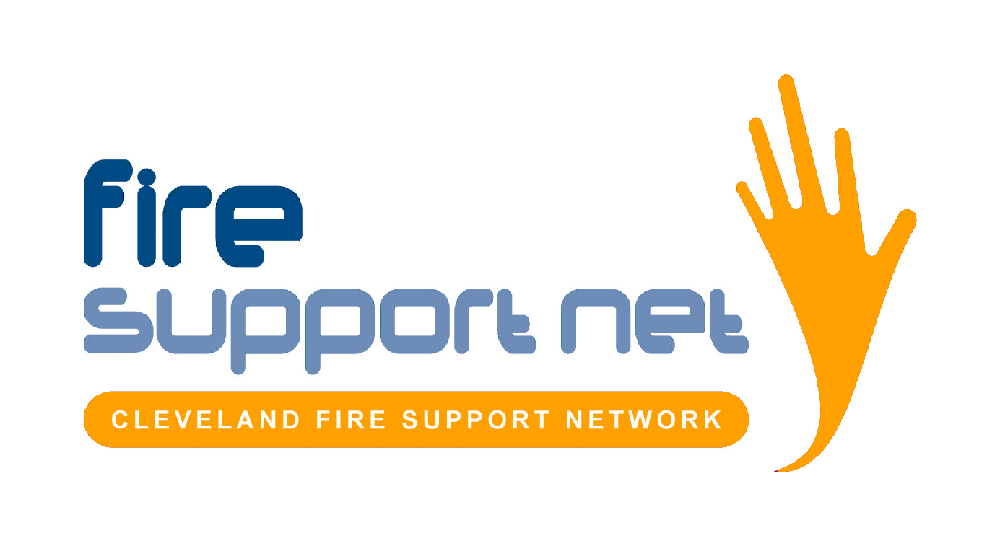 fire
support net
CLEVELAND FIRE SUPPORT NETWORK